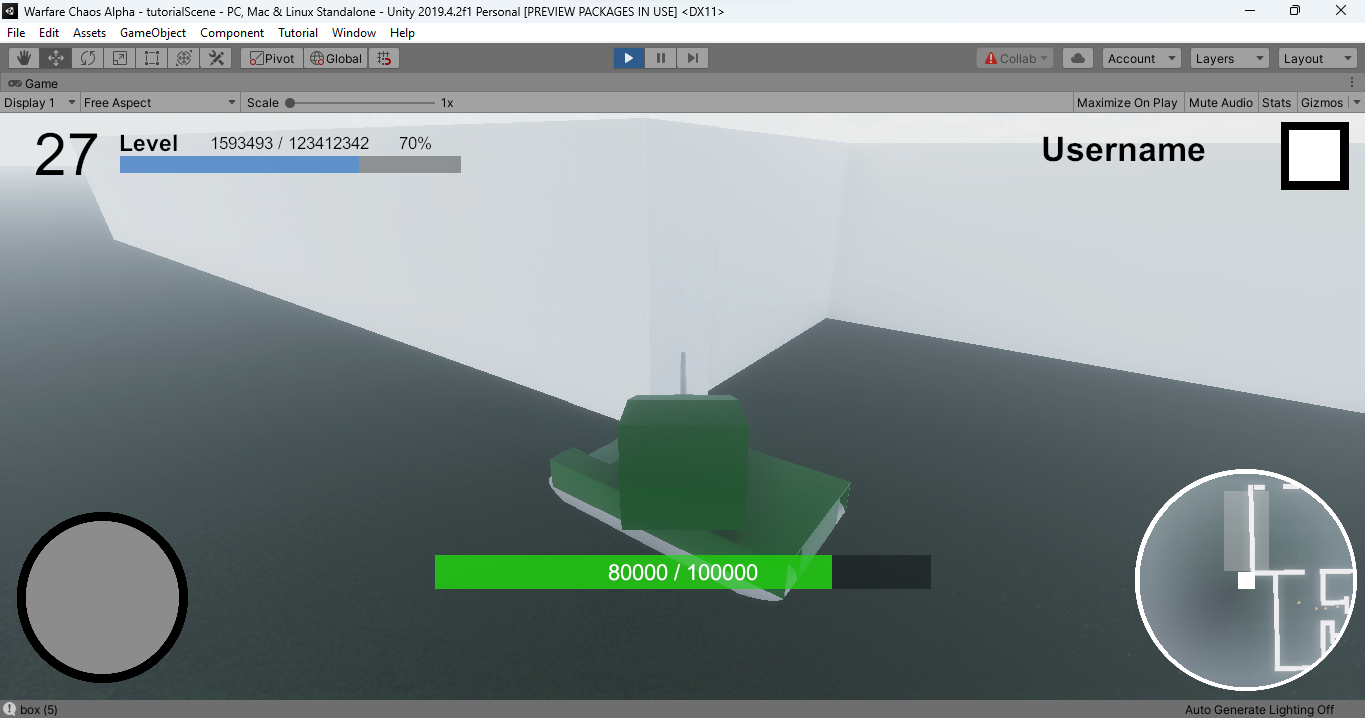 Warfare Chaos Alpha - tutorialScene - PC, Mac & Linux Standalone - Unity 2019.4.2f1 Personal [PREVIEW PACKAGES IN USE] <DX11>
File Edit Assets GameObject Component Tutorial Window Help
Pivot Global Collab Account Layers Layout
Game
Display 1 Free Aspect Scale 1x Maximize On Play Mute Audio Stats Gizmos
27 Level 1593493 / 123412342 70% Username
80000 / 100000
box (5) Auto Generate Lighting Off